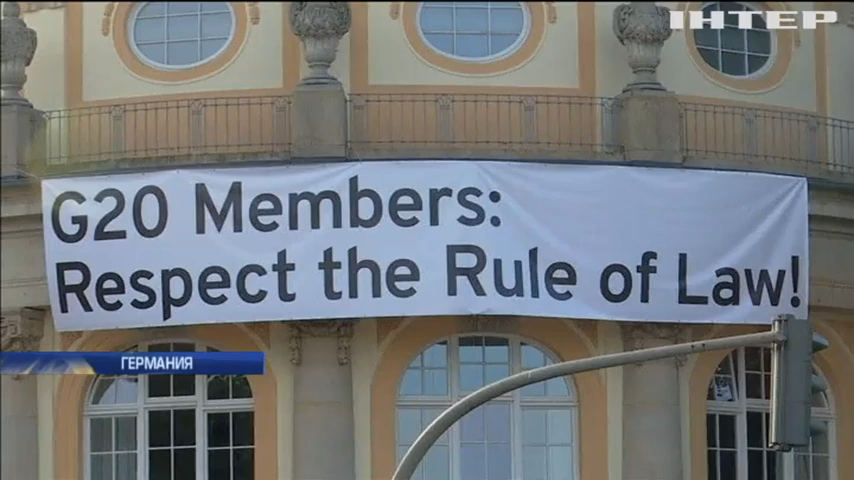 ІНТЕР
G20 Members:
Respect the Rule of Law!
ГЕРМАНИЯ